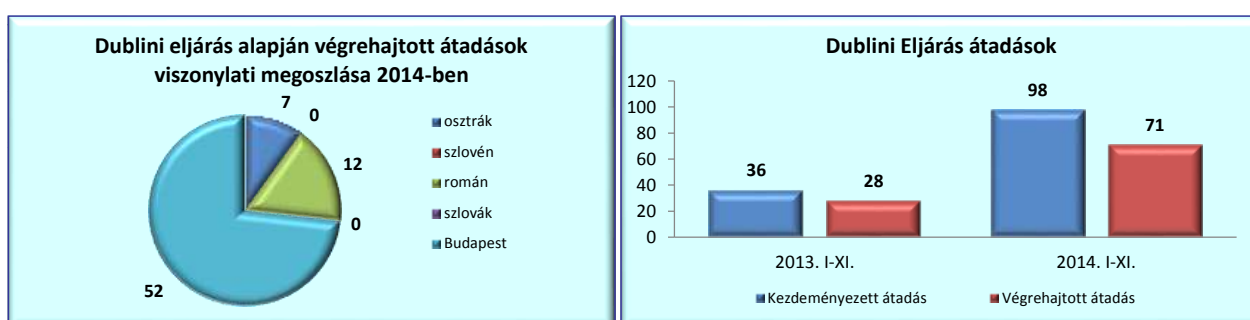 Dublini eljárás alapján végrehajtott átadások
viszonylati megoszlása 2014-ben
7
0
12
0
52
osztrák
szlovén
román
szlovák
Budapest
Dublini Eljárás átadások
120
100
80
60
40
20
0
36
28
98
71
2013. I-XI.
2014. I-XI.
Kezdeményezett átadás
Végrehajtott átadás